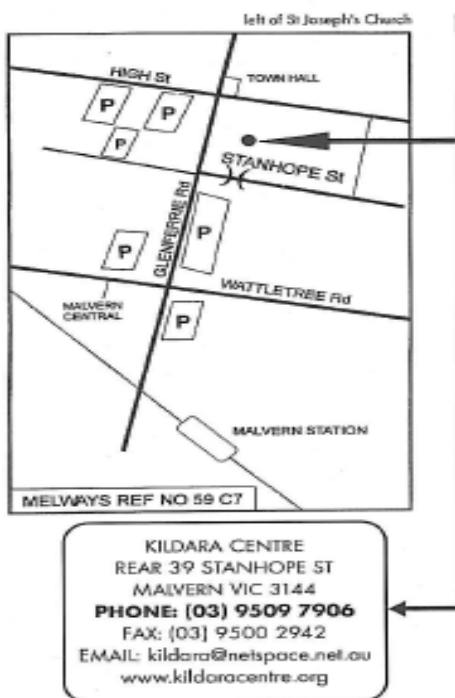 left of St Joseph's Church
HIGH St
TOWN HALL
P
P
P
STANHOPE St
GLENFERRIE Rd
P
P
WATTLETREE Rd
MALVERN
CENTRAL
P
MALVERN STATION
MELWAYS REF NO 59 C7
KILDARA CENTRE
REAR 39 STANHOPE ST
MALVERN VIC 3144
PHONE: (03) 9509 7906
FAX: (03) 9500 2942
EMAIL: kildara@netspace.net.au
www.kildaracentre.org